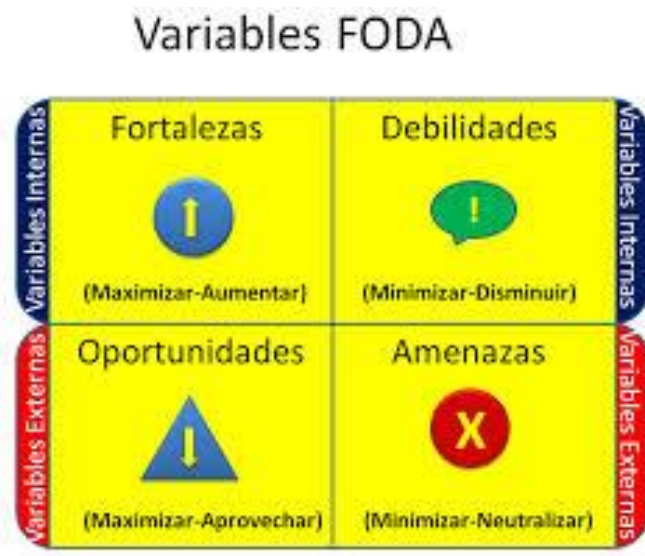 Variables FODA
Variables Internas
Fortalezas
(Maximizar-Aumentar)
Debilidades
!
(Minimizar-Disminuir)
Variables Internas
Variables Externas
Oportunidades
(Maximizar-Aprovechar)
Amenazas
X
(Minimizar-Neutralizar)
Variables Externas